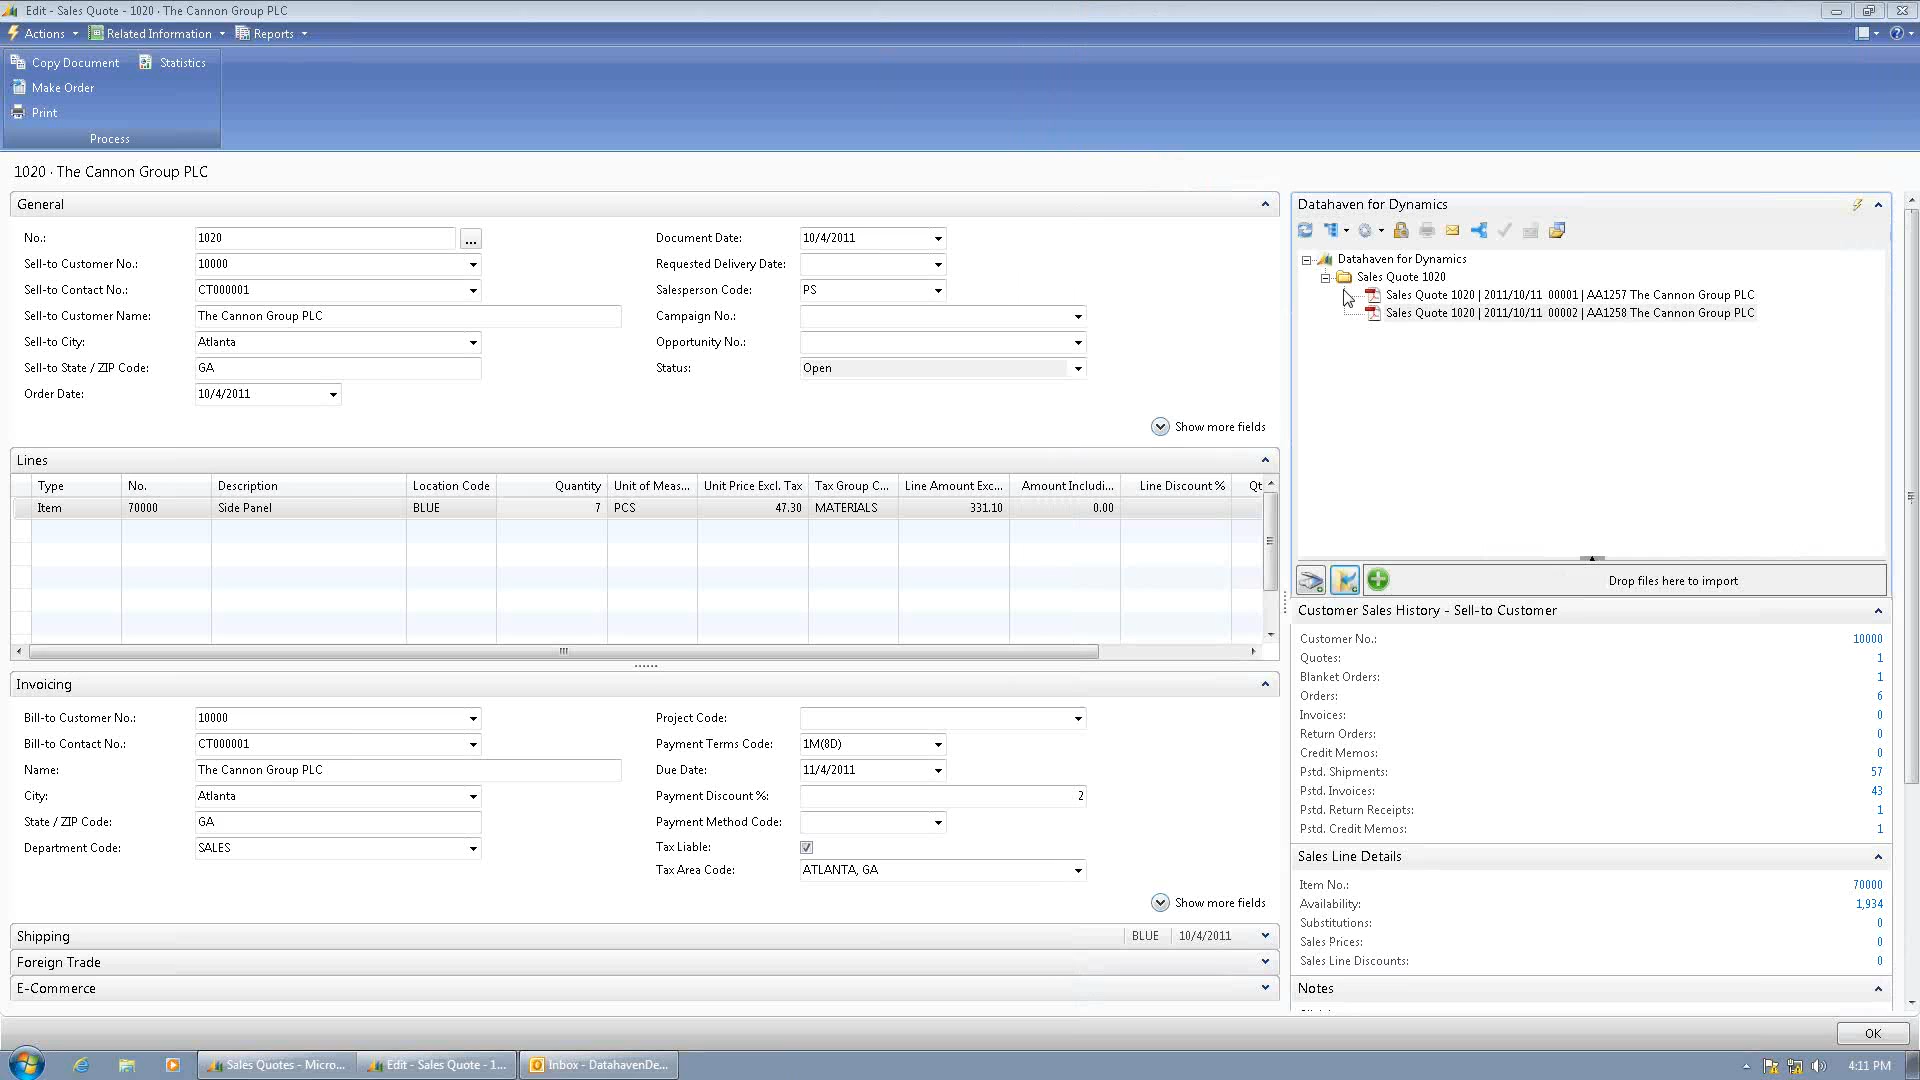 Edit - Sales Quote - 1020 · The Cannon Group PLC
Actions Related Information Reports
Copy Document Statistics
Make Order
Print
Process
1020 · The Cannon Group PLC
General
No.: 1020 ...
Sell-to Customer No.: 10000
Sell-to Contact No.: CT000001
Sell-to Customer Name: The Cannon Group PLC
Sell-to City: Atlanta
Sell-to State / ZIP Code: GA
Order Date: 10/4/2011
Document Date: 10/4/2011
Requested Delivery Date:
Salesperson Code: PS
Campaign No.:
Opportunity No.:
Status: Open
Show more fields
Lines
Type No. Description Location Code Quantity Unit of Meas... Unit Price Excl. Tax Tax Group C... Line Amount Exc... Amount Includi... Line Discount % Qt
Item 70000 Side Panel BLUE 7 PCS 47.30 MATERIALS 331.10 0.00
Invoicing
Bill-to Customer No.: 10000
Bill-to Contact No.: CT000001
Name: The Cannon Group PLC
City: Atlanta
State / ZIP Code: GA
Department Code: SALES
Project Code:
Payment Terms Code: 1M(8D)
Due Date: 11/4/2011
Payment Discount %: 2
Payment Method Code:
Tax Liable:
Tax Area Code: ATLANTA, GA
Show more fields
Shipping BLUE 10/4/2011
Foreign Trade
E-Commerce
Datahaven for Dynamics
Datahaven for Dynamics
Sales Quote 1020
Sales Quote 1020 | 2011/10/11 00001 | AA1257 The Cannon Group PLC
Sales Quote 1020 | 2011/10/11 00002 | AA1258 The Cannon Group PLC
Drop files here to import
Customer Sales History - Sell-to Customer
Customer No.: 10000
Quotes: 1
Blanket Orders: 1
Orders: 6
Invoices: 0
Return Orders: 0
Credit Memos: 0
Pstd. Shipments: 57
Pstd. Invoices: 43
Pstd. Return Receipts: 1
Pstd. Credit Memos: 1
Sales Line Details
Item No.: 70000
Availability: 1,934
Substitutions: 0
Sales Prices: 0
Sales Line Discounts: 0
Notes
OK
Sales Quotes - Micro... Edit - Sales Quote - 1... Inbox - DatahavenDe... 4:11 PM